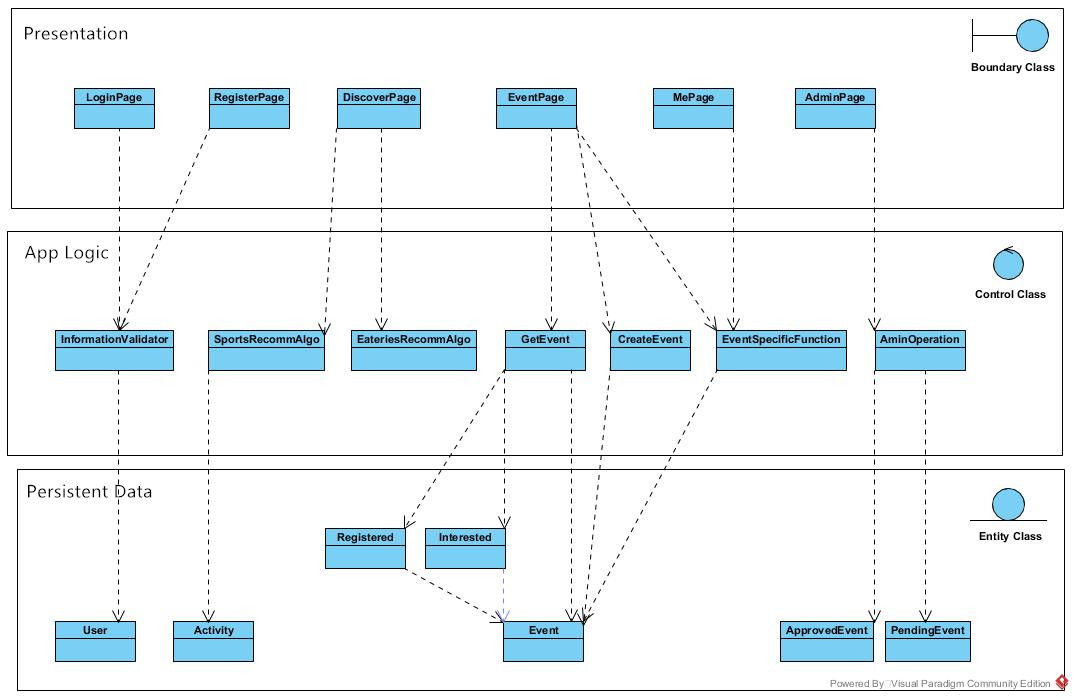 Presentation
Boundary Class
LoginPage
RegisterPage
DiscoverPage
EventPage
MePage
AdminPage
App Logic
Control Class
InformationValidator
SportsRecommAlgo
EateriesRecommAlgo
GetEvent
CreateEvent
EventSpecificFunction
AminOperation
Persistent Data
Entity Class
Registered
Interested
User
Activity
Event
ApprovedEvent
PendingEvent
Powered By Visual Paradigm Community Edition